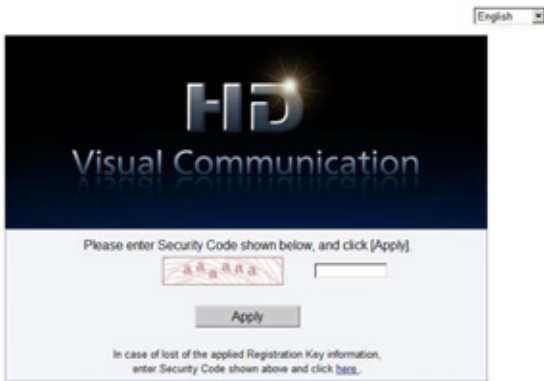 English
HD
Visual Communication
Please enter Security Code shown below, and click [Apply].
aaaaaa
Apply
In case of lost of the applied Registration Key information,
enter Security Code shown above and click here.